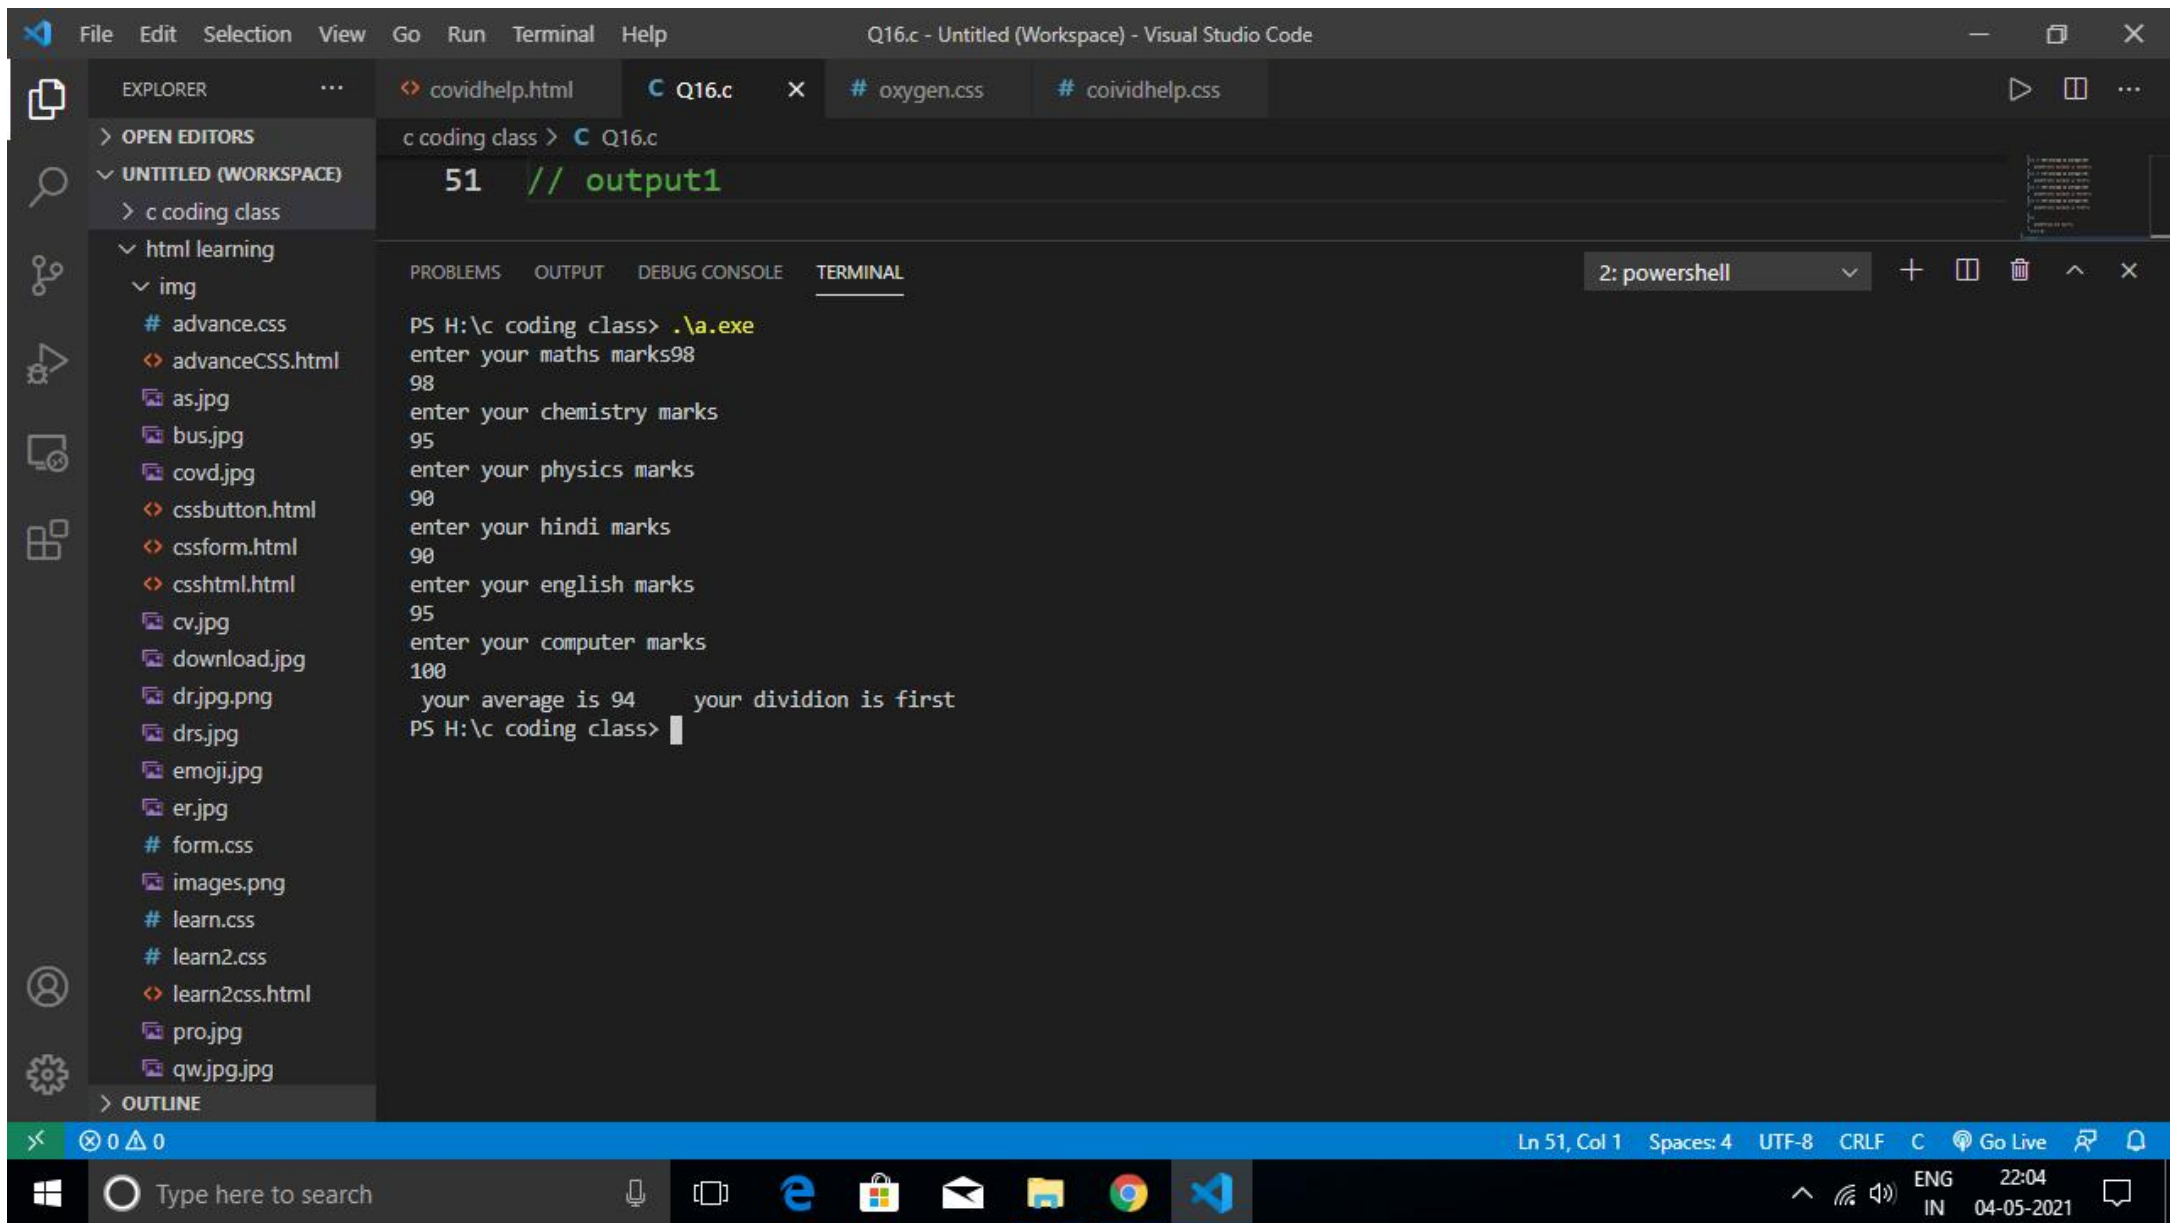 File Edit Selection View Go Run Terminal Help Q16.c - Untitled (Workspace) - Visual Studio Code
EXPLORER ... covidhelp.html C Q16.c # oxygen.css # coividhelp.css
OPEN EDITORS
UNTITLED (WORKSPACE)
c coding class
html learning
img
# advance.css
advanceCSS.html
as.jpg
bus.jpg
covd.jpg
cssbutton.html
cssform.html
csshtml.html
cv.jpg
download.jpg
dr.jpg.png
drs.jpg
emoji.jpg
er.jpg
# form.css
images.png
# learn.css
# learn2.css
learn2css.html
pro.jpg
qw.jpg.jpg
OUTLINE
c coding class > C Q16.c
51 // output1
PROBLEMS OUTPUT DEBUG CONSOLE TERMINAL 2: powershell
PS H:\c coding class> .\a.exe
enter your maths marks98
98
enter your chemistry marks
95
enter your physics marks
90
enter your hindi marks
90
enter your english marks
95
enter your computer marks
100
your average is 94 your dividion is first
PS H:\c coding class>
0 0 Ln 51, Col 1 Spaces: 4 UTF-8 CRLF C Go Live
Type here to search ENG 22:04
IN 04-05-2021